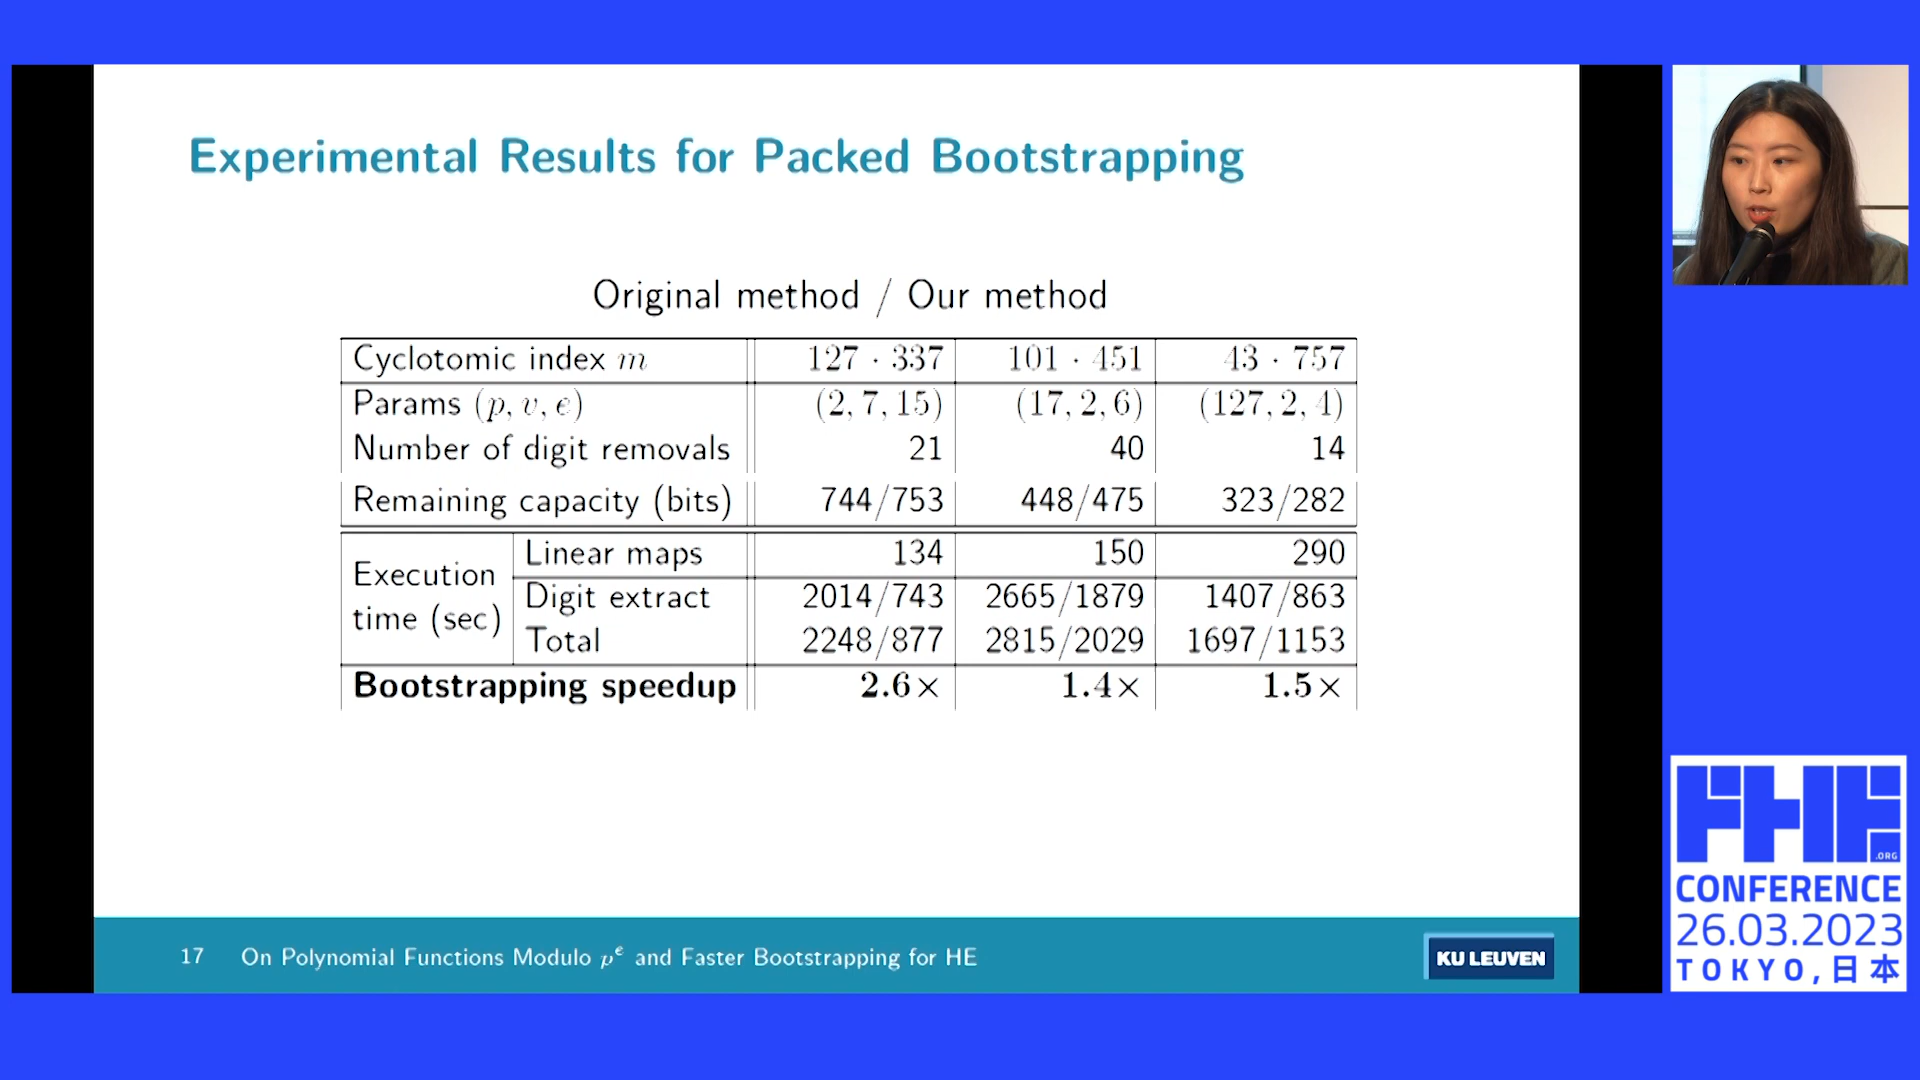 Experimental Results for Packed Bootstrapping
Original method / Our method
Cyclotomic index m 127 · 337 101 · 451 43 · 757
Params (p, v, e) (2, 7, 15) (17, 2, 6) (127, 2, 4)
Number of digit removals 21 40 14
Remaining capacity (bits) 744/753 448/475 323/282
Execution time (sec) Linear maps 134 150 290
Digit extract 2014/743 2665/1879 1407/863
Total 2248/877 2815/2029 1697/1153
Bootstrapping speedup 2.6× 1.4× 1.5×
17 On Polynomial Functions Modulo p^e and Faster Bootstrapping for HE
KU LEUVEN
FHE .ORG
CONFERENCE
26.03.2023
TOKYO, 日本